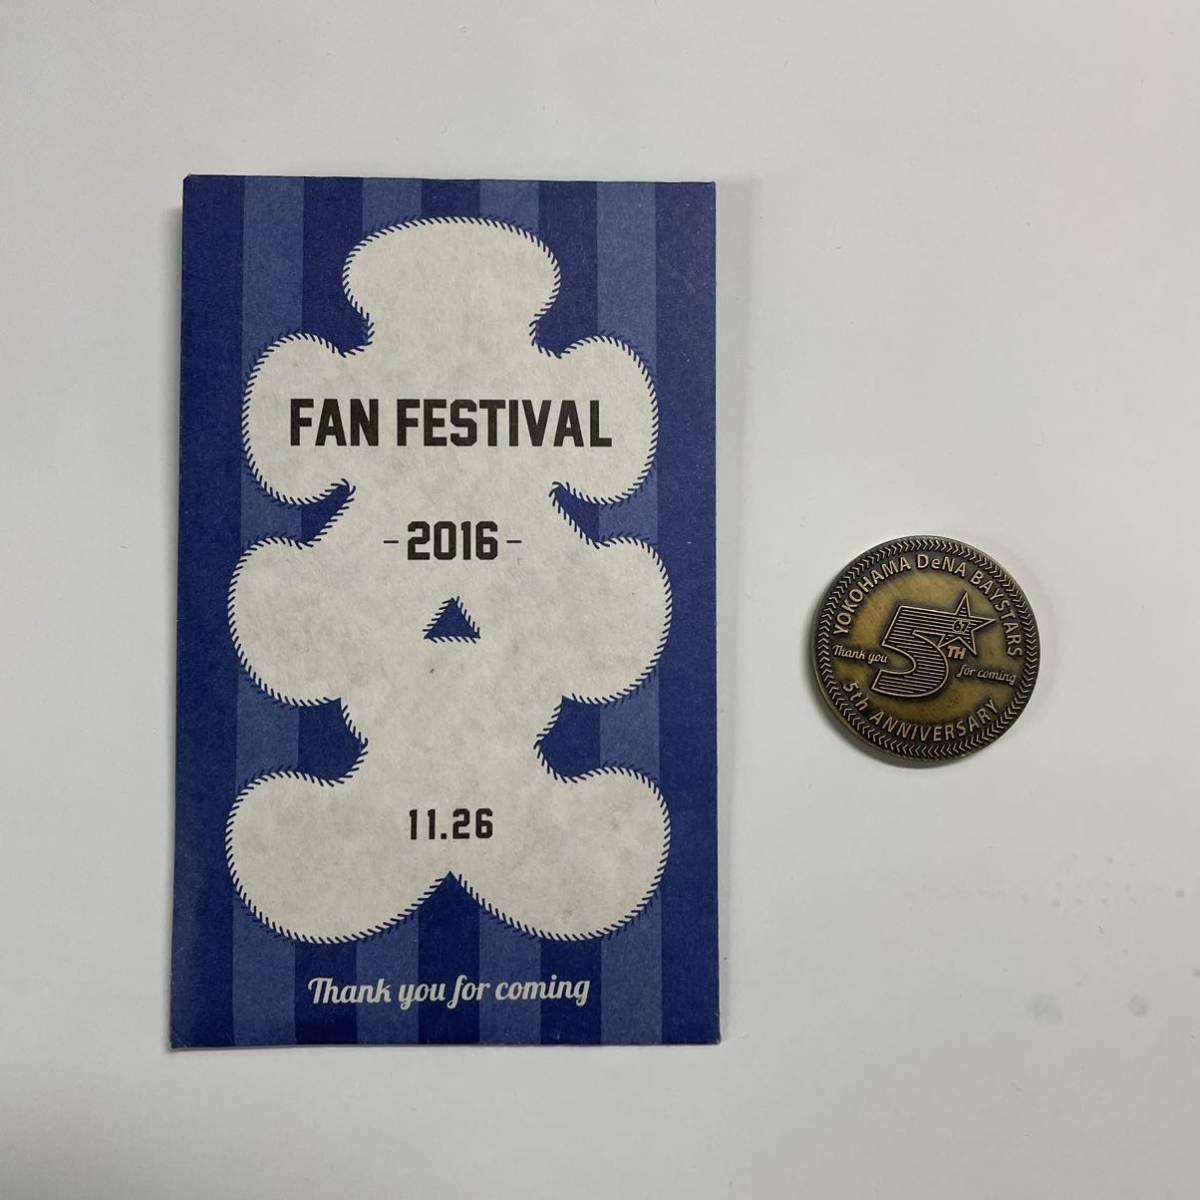 FAN FESTIVAL
-2016-
11.26
Thank you for coming
YOKOHAMA DeNA BAYSTARS
5TH
Thank you
for coming
5th ANNIVERSARY